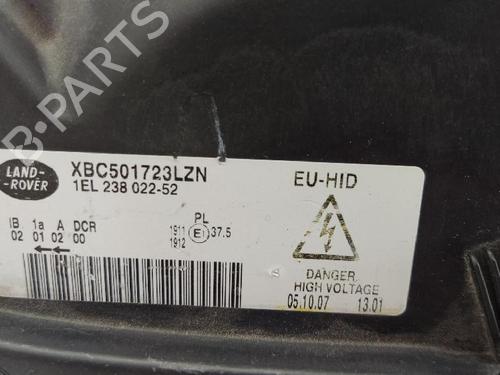 B-PARTS
LAND-
ROVER
XBC501723LZN
1EL 238 022-52
EU-HID
PL
IB 1a A DCR
02 01 02 00
1911
1912
E1 37.5
DANGER
HIGH VOLTAGE
05.10.07 13.01